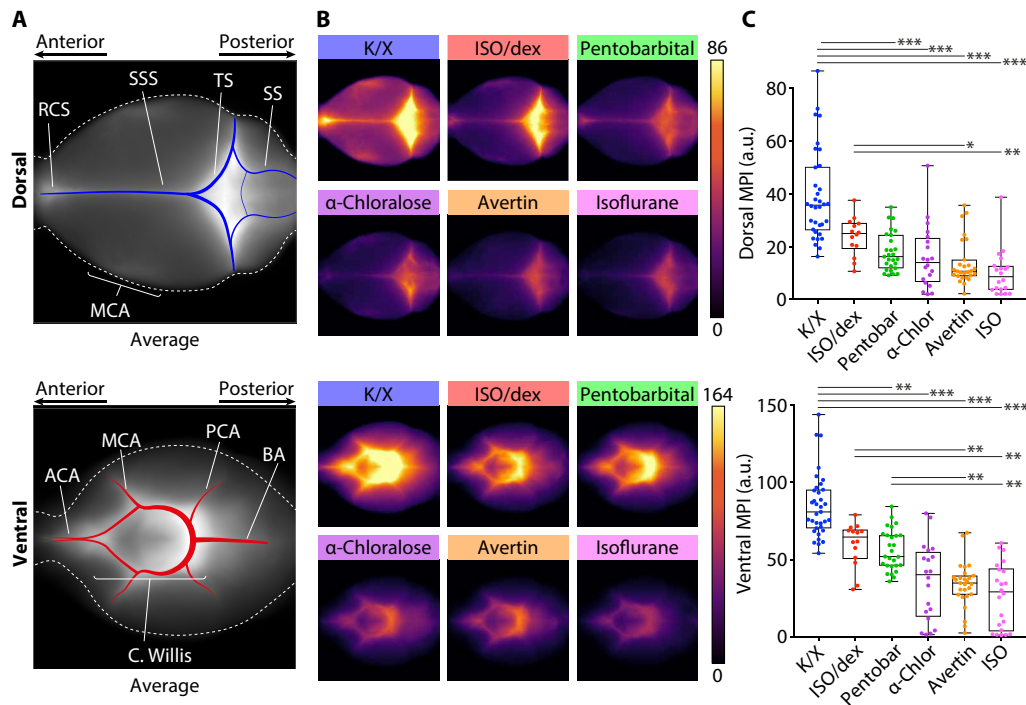 A
Anterior
Posterior
SSS
TS
SS
RCS
MCA
Dorsal
Average
Anterior
Posterior
MCA
PCA
ACA
BA
Ventral
C. Willis
Average
B
K/X
ISO/dex
Pentobarbital
86
α-Chloralose
Avertin
Isoflurane
0
K/X
ISO/dex
Pentobarbital
164
α-Chloralose
Avertin
Isoflurane
0
C
***
***
***
***
*
**
Dorsal MPI (a.u.)
80
60
40
20
0
K/X
ISO/dex
Pentobar
α-Chlor
Avertin
ISO
**
***
***
***
**
**
**
**
Ventral MPI (a.u.)
150
100
50
0
K/X
ISO/dex
Pentobar
α-Chlor
Avertin
ISO